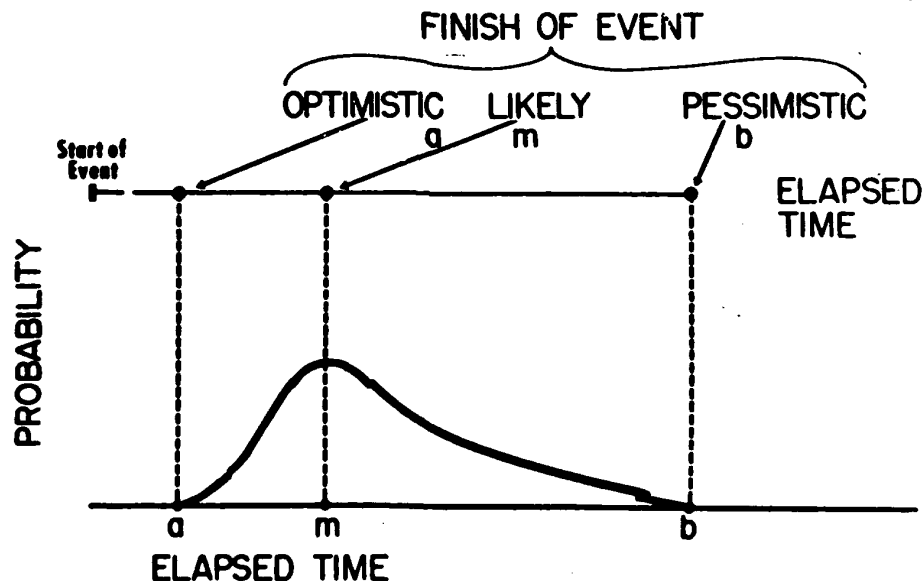 FINISH OF EVENT
OPTIMISTIC LIKELY PESSIMISTIC
a m b
Start of
Event
ELAPSED
TIME
PROBABILITY
a m b
ELAPSED TIME